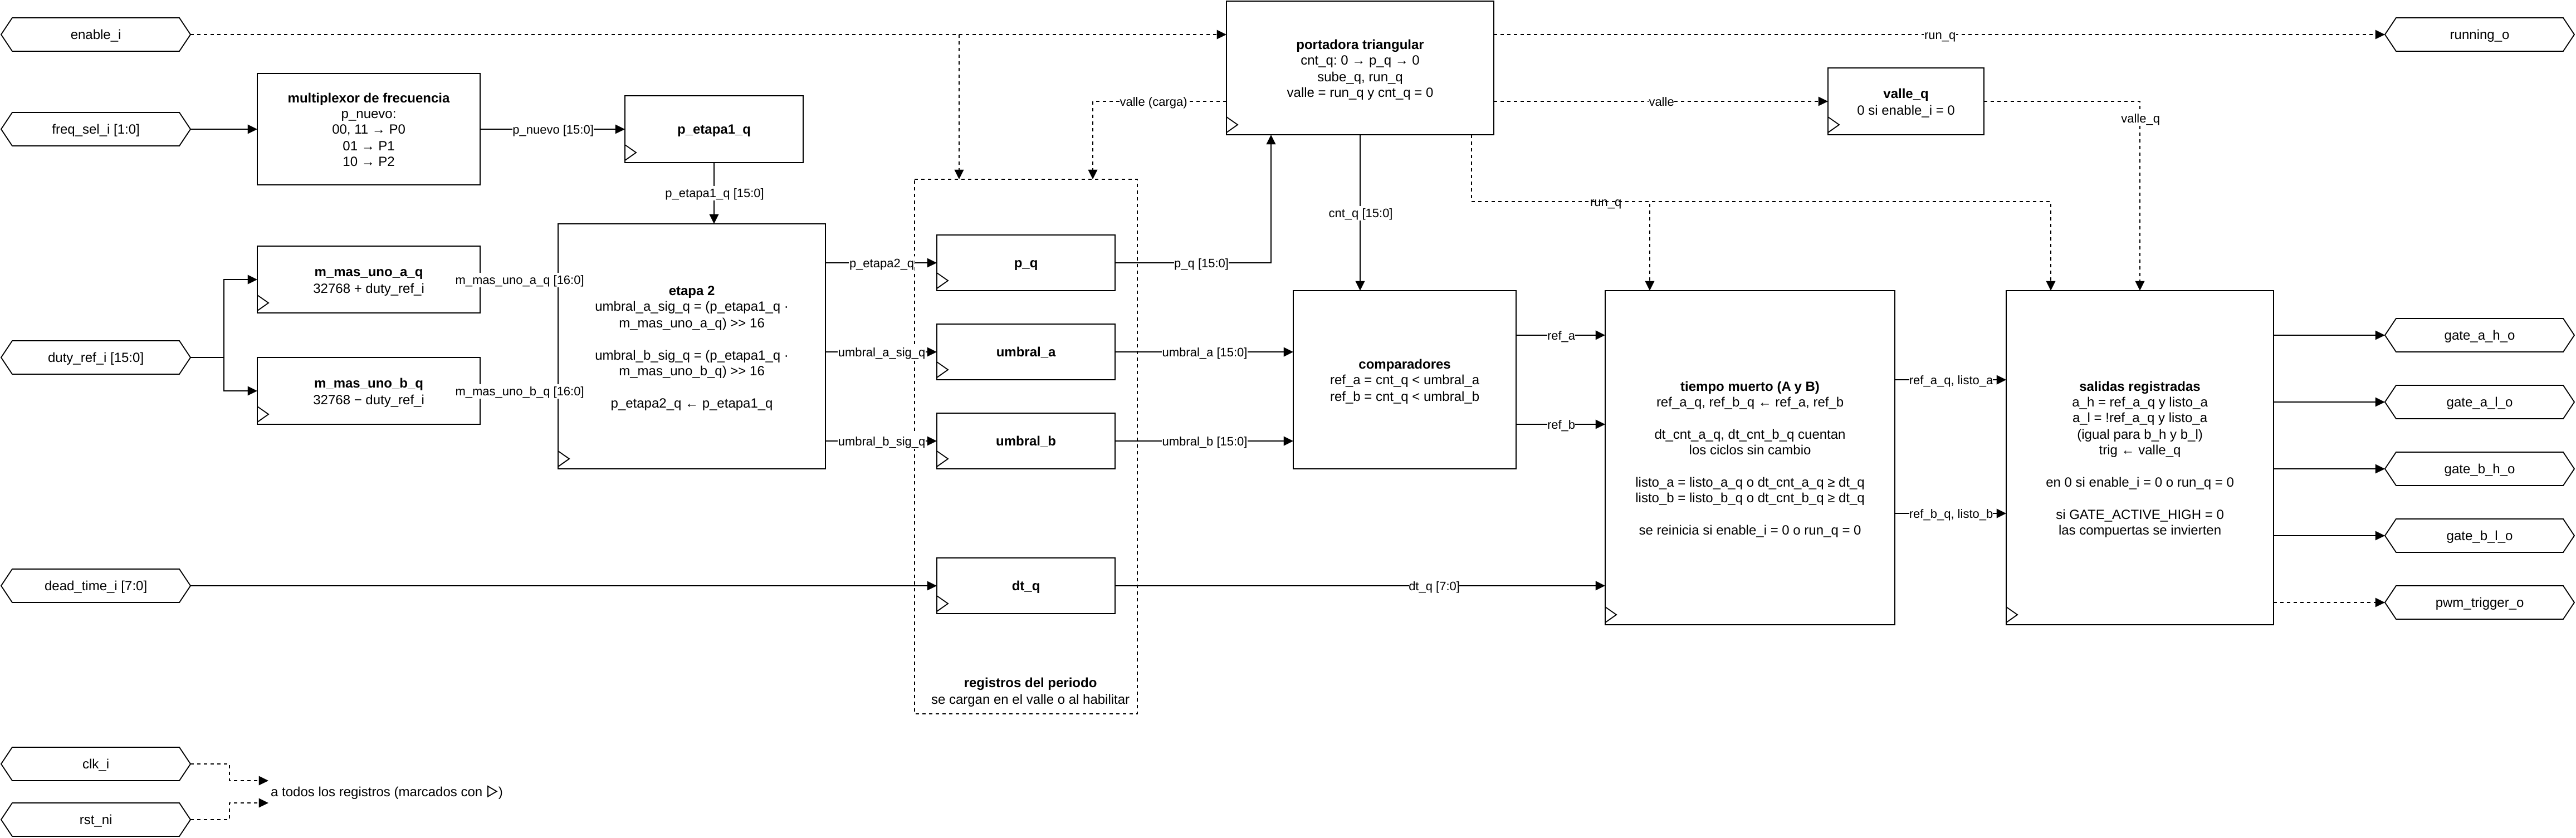 enable_i
freq_sel_i [1:0]
duty_ref_i [15:0]
dead_time_i [7:0]
clk_i
rst_ni
a todos los registros (marcados con ▷)
multiplexor de frecuencia
p_nuevo:
00, 11 → P0
01 → P1
10 → P2
p_nuevo [15:0]
p_etapa1_q
p_etapa1_q [15:0]
m_mas_uno_a_q
32768 + duty_ref_i
m_mas_uno_a_q [16:0]
m_mas_uno_b_q
32768 − duty_ref_i
m_mas_uno_b_q [16:0]
etapa 2
umbral_a_sig_q = (p_etapa1_q ·
m_mas_uno_a_q) >> 16
umbral_b_sig_q = (p_etapa1_q ·
m_mas_uno_b_q) >> 16
p_etapa2_q ← p_etapa1_q
p_etapa2_q
umbral_a_sig_q
umbral_b_sig_q
p_q
umbral_a
umbral_b
dt_q
registros del periodo
se cargan en el valle o al habilitar
valle (carga)
p_q [15:0]
umbral_a [15:0]
umbral_b [15:0]
dt_q [7:0]
portadora triangular
cnt_q: 0 → p_q → 0
sube_q, run_q
valle = run_q y cnt_q = 0
cnt_q [15:0]
comparadores
ref_a = cnt_q < umbral_a
ref_b = cnt_q < umbral_b
ref_a
ref_b
run_q
valle
run_q
valle_q
0 si enable_i = 0
valle_q
tiempo muerto (A y B)
ref_a_q, ref_b_q ← ref_a, ref_b
dt_cnt_a_q, dt_cnt_b_q cuentan
los ciclos sin cambio
listo_a = listo_a_q o dt_cnt_a_q ≥ dt_q
listo_b = listo_b_q o dt_cnt_b_q ≥ dt_q
se reinicia si enable_i = 0 o run_q = 0
ref_a_q, listo_a
ref_b_q, listo_b
salidas registradas
a_h = ref_a_q y listo_a
a_l = !ref_a_q y listo_a
(igual para b_h y b_l)
trig ← valle_q
en 0 si enable_i = 0 o run_q = 0
si GATE_ACTIVE_HIGH = 0
las compuertas se invierten
running_o
gate_a_h_o
gate_a_l_o
gate_b_h_o
gate_b_l_o
pwm_trigger_o